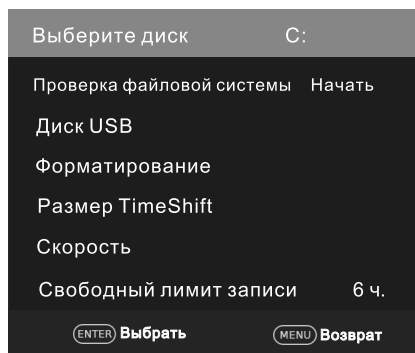 Выберите диск C:
Проверка файловой системы Начать
Диск USB
Форматирование
Размер TimeShift
Скорость
Свободный лимит записи 6 ч.
ENTER Выбрать MENU Возврат